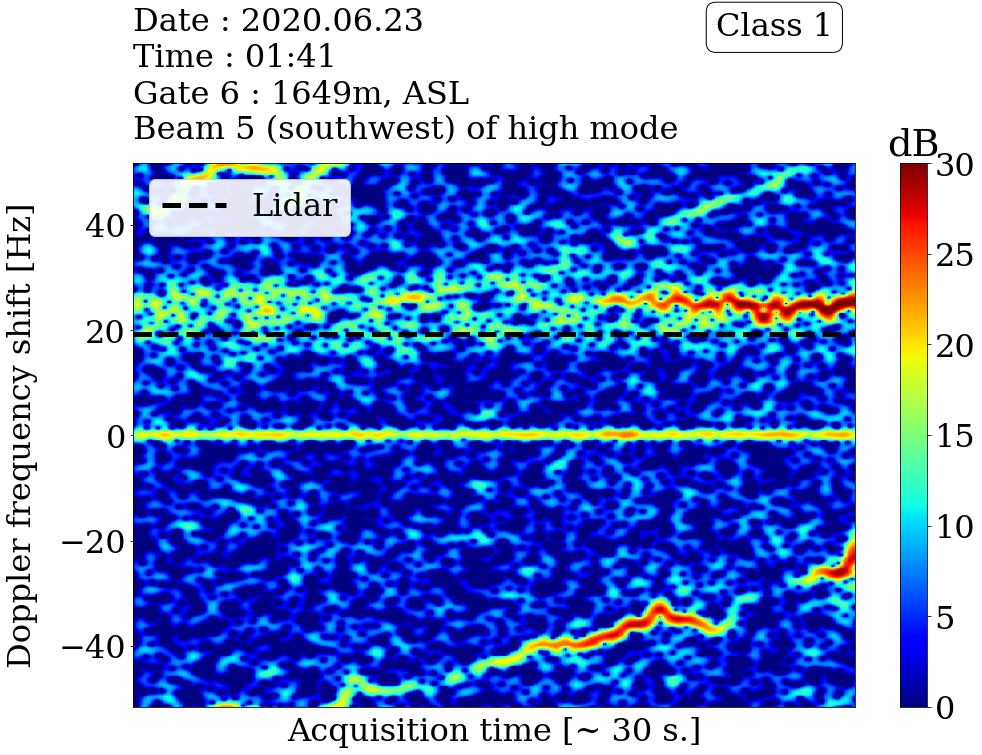 Date : 2020.06.23
Time : 01:41
Gate 6 : 1649m, ASL
Beam 5 (southwest) of high mode
Class 1
dB
Lidar
Doppler frequency shift [Hz]
40
20
0
−20
−40
30
25
20
15
10
5
0
Acquisition time [~ 30 s.]